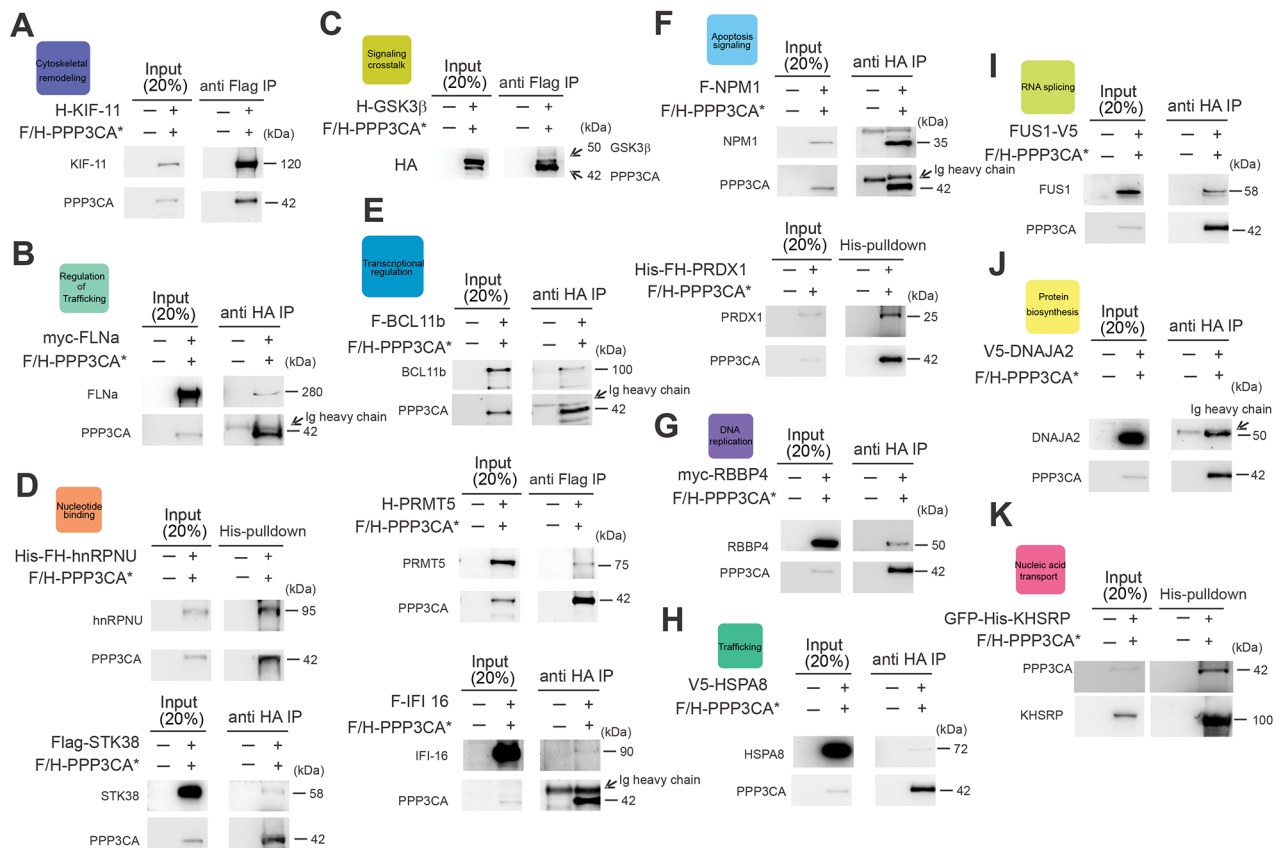 A
Cytoskeletal
remodeling
Input
(20%)
anti Flag IP
H-KIF-11 — + — +
F/H-PPP3CA* — + — + (kDa)
KIF-11 — 120
PPP3CA — 42
B
Regulation
of
Trafficking
Input
(20%)
anti HA IP
myc-FLNa — + — +
F/H-PPP3CA* — + — + (kDa)
FLNa — 280
Ig heavy chain
PPP3CA — 42
C
Signaling
crosstalk
Input
(20%)
anti Flag IP
H-GSK3β — + — +
F/H-PPP3CA* — + — + (kDa)
50 GSK3β
HA
42 PPP3CA
D
Nucleotide
binding
Input
(20%)
His-pulldown
His-FH-hnRPNU — + — +
F/H-PPP3CA* — + — + (kDa)
hnRPNU — 95
PPP3CA — 42
Input
(20%)
anti HA IP
Flag-STK38 — + — +
F/H-PPP3CA* — + — + (kDa)
STK38 — 58
PPP3CA — 42
E
Transcriptional
regulation
Input
(20%)
anti HA IP
F-BCL11b — + — +
F/H-PPP3CA* — + — + (kDa)
BCL11b — 100
Ig heavy chain
PPP3CA — 42
Input
(20%)
anti Flag IP
H-PRMT5 — + — +
F/H-PPP3CA* — + — + (kDa)
PRMT5 — 75
PPP3CA — 42
Input
(20%)
anti HA IP
F-IFI 16 — + — +
F/H-PPP3CA* — + — + (kDa)
IFI-16 — 90
Ig heavy chain
PPP3CA — 42
F
Apoptosis
signaling
Input
(20%)
anti HA IP
F-NPM1 — + — +
F/H-PPP3CA* — + — + (kDa)
NPM1 — 35
Ig heavy chain
PPP3CA — 42
Input
(20%)
His-pulldown
His-FH-PRDX1 — + — +
F/H-PPP3CA* — + — + (kDa)
PRDX1 — 25
PPP3CA — 42
G
DNA
replication
Input
(20%)
anti HA IP
myc-RBBP4 — + — +
F/H-PPP3CA* — + — + (kDa)
RBBP4 — 50
PPP3CA — 42
H
Trafficking
Input
(20%)
anti HA IP
V5-HSPA8 — + — +
F/H-PPP3CA* — + — + (kDa)
HSPA8 — 72
PPP3CA — 42
I
RNA splicing
Input
(20%)
anti HA IP
FUS1-V5 — + — +
F/H-PPP3CA* — + — + (kDa)
FUS1 — 58
PPP3CA — 42
J
Protein
biosynthesis
Input
(20%)
anti HA IP
V5-DNAJA2 — + — +
F/H-PPP3CA* — + — +
(kDa)
Ig heavy chain
DNAJA2 — 50
PPP3CA — 42
K
Nucleic acid
transport
Input
(20%)
His-pulldown
GFP-His-KHSRP — + — +
F/H-PPP3CA* — + — + (kDa)
PPP3CA — 42
KHSRP — 100